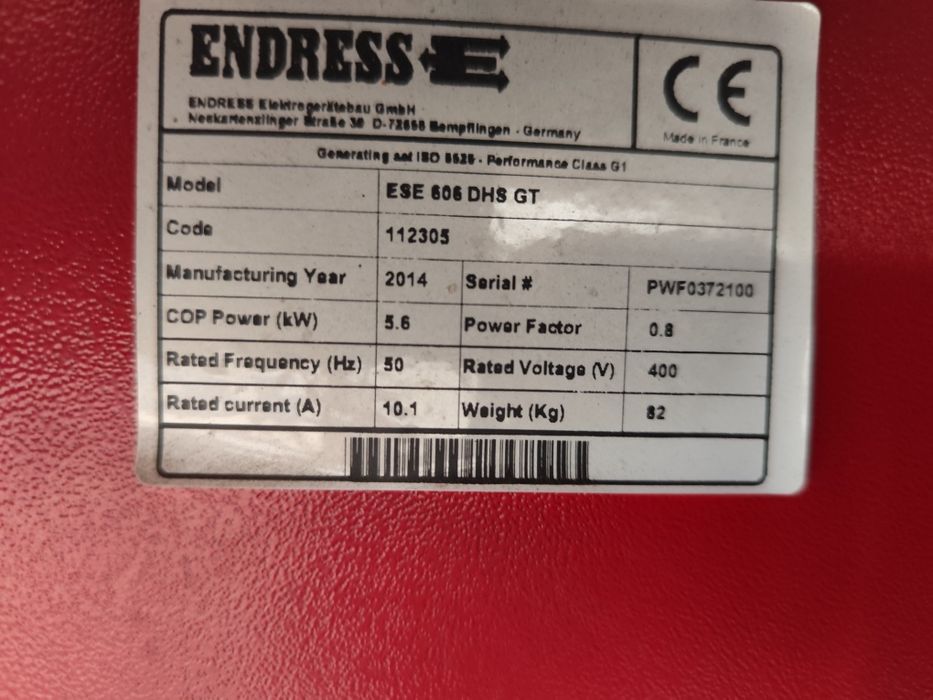 ENDRESS
ENDRESS Elektrogerätebau GmbH
Neckartenzlinger Straße 39 D-72658 Bempflingen - Germany
CE
Made in France
Generating set ISO 8528 - Performance Class G1
Model ESE 606 DHS GT
Code 112305
Manufacturing Year 2014 Serial # PWF0372100
COP Power (kW) 5.6 Power Factor 0.8
Rated Frequency (Hz) 50 Rated Voltage (V) 400
Rated current (A) 10.1 Weight (Kg) 82